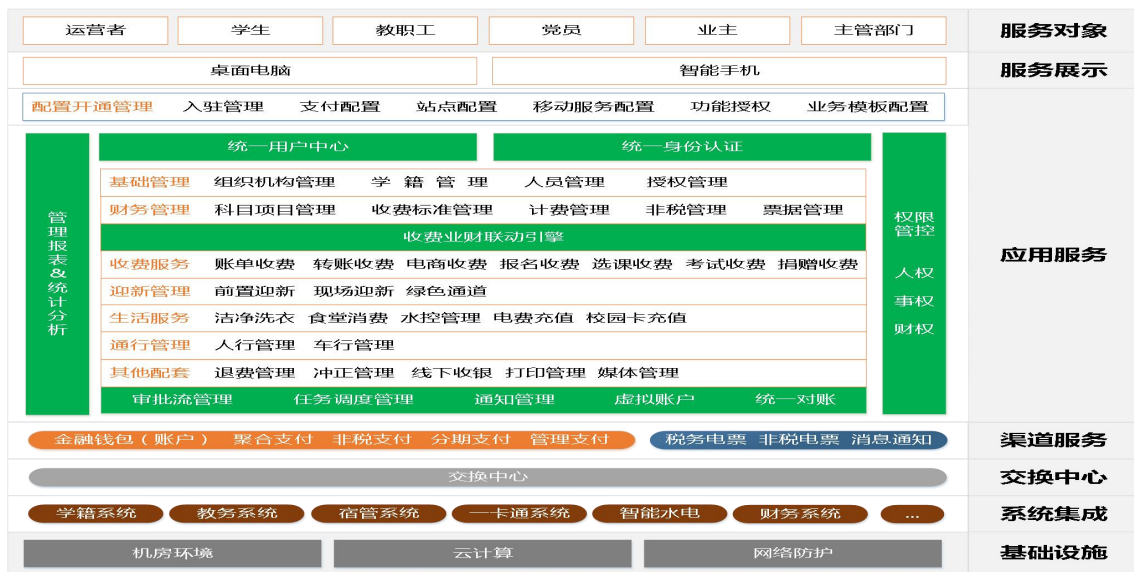 运营者 学生 教职工 党员 业主 主管部门 服务对象
桌面电脑 智能手机 服务展示
配置开通管理 入驻管理 支付配置 站点配置 移动服务配置 功能授权 业务模板配置
管理报表&统计分析
统一用户中心 统一身份认证
基础管理 组织机构管理 学籍管理 人员管理 授权管理
财务管理 科目项目管理 收费标准管理 计费管理 非税管理 票据管理
收费业财联动引擎
收费服务 账单收费 转账收费 电商收费 报名收费 选课收费 考试收费 捐赠收费
迎新管理 前置迎新 现场迎新 绿色通道
生活服务 洁净洗衣 食堂消费 水控管理 电费充值 校园卡充值
通行管理 人行管理 车行管理
其他配套 退费管理 冲正管理 线下收银 打印管理 媒体管理
审批流管理 任务调度管理 通知管理 虚拟账户 统一对账
权限
管控
人权
事权
财权
应用服务
金融钱包（账户） 聚合支付 非税支付 分期支付 管理支付 税务电票 非税电票 消息通知 渠道服务
交换中心 交换中心
学籍系统 教务系统 宿管系统 一卡通系统 智能水电 财务系统 ... 系统集成
机房环境 云计算 网络防护 基础设施